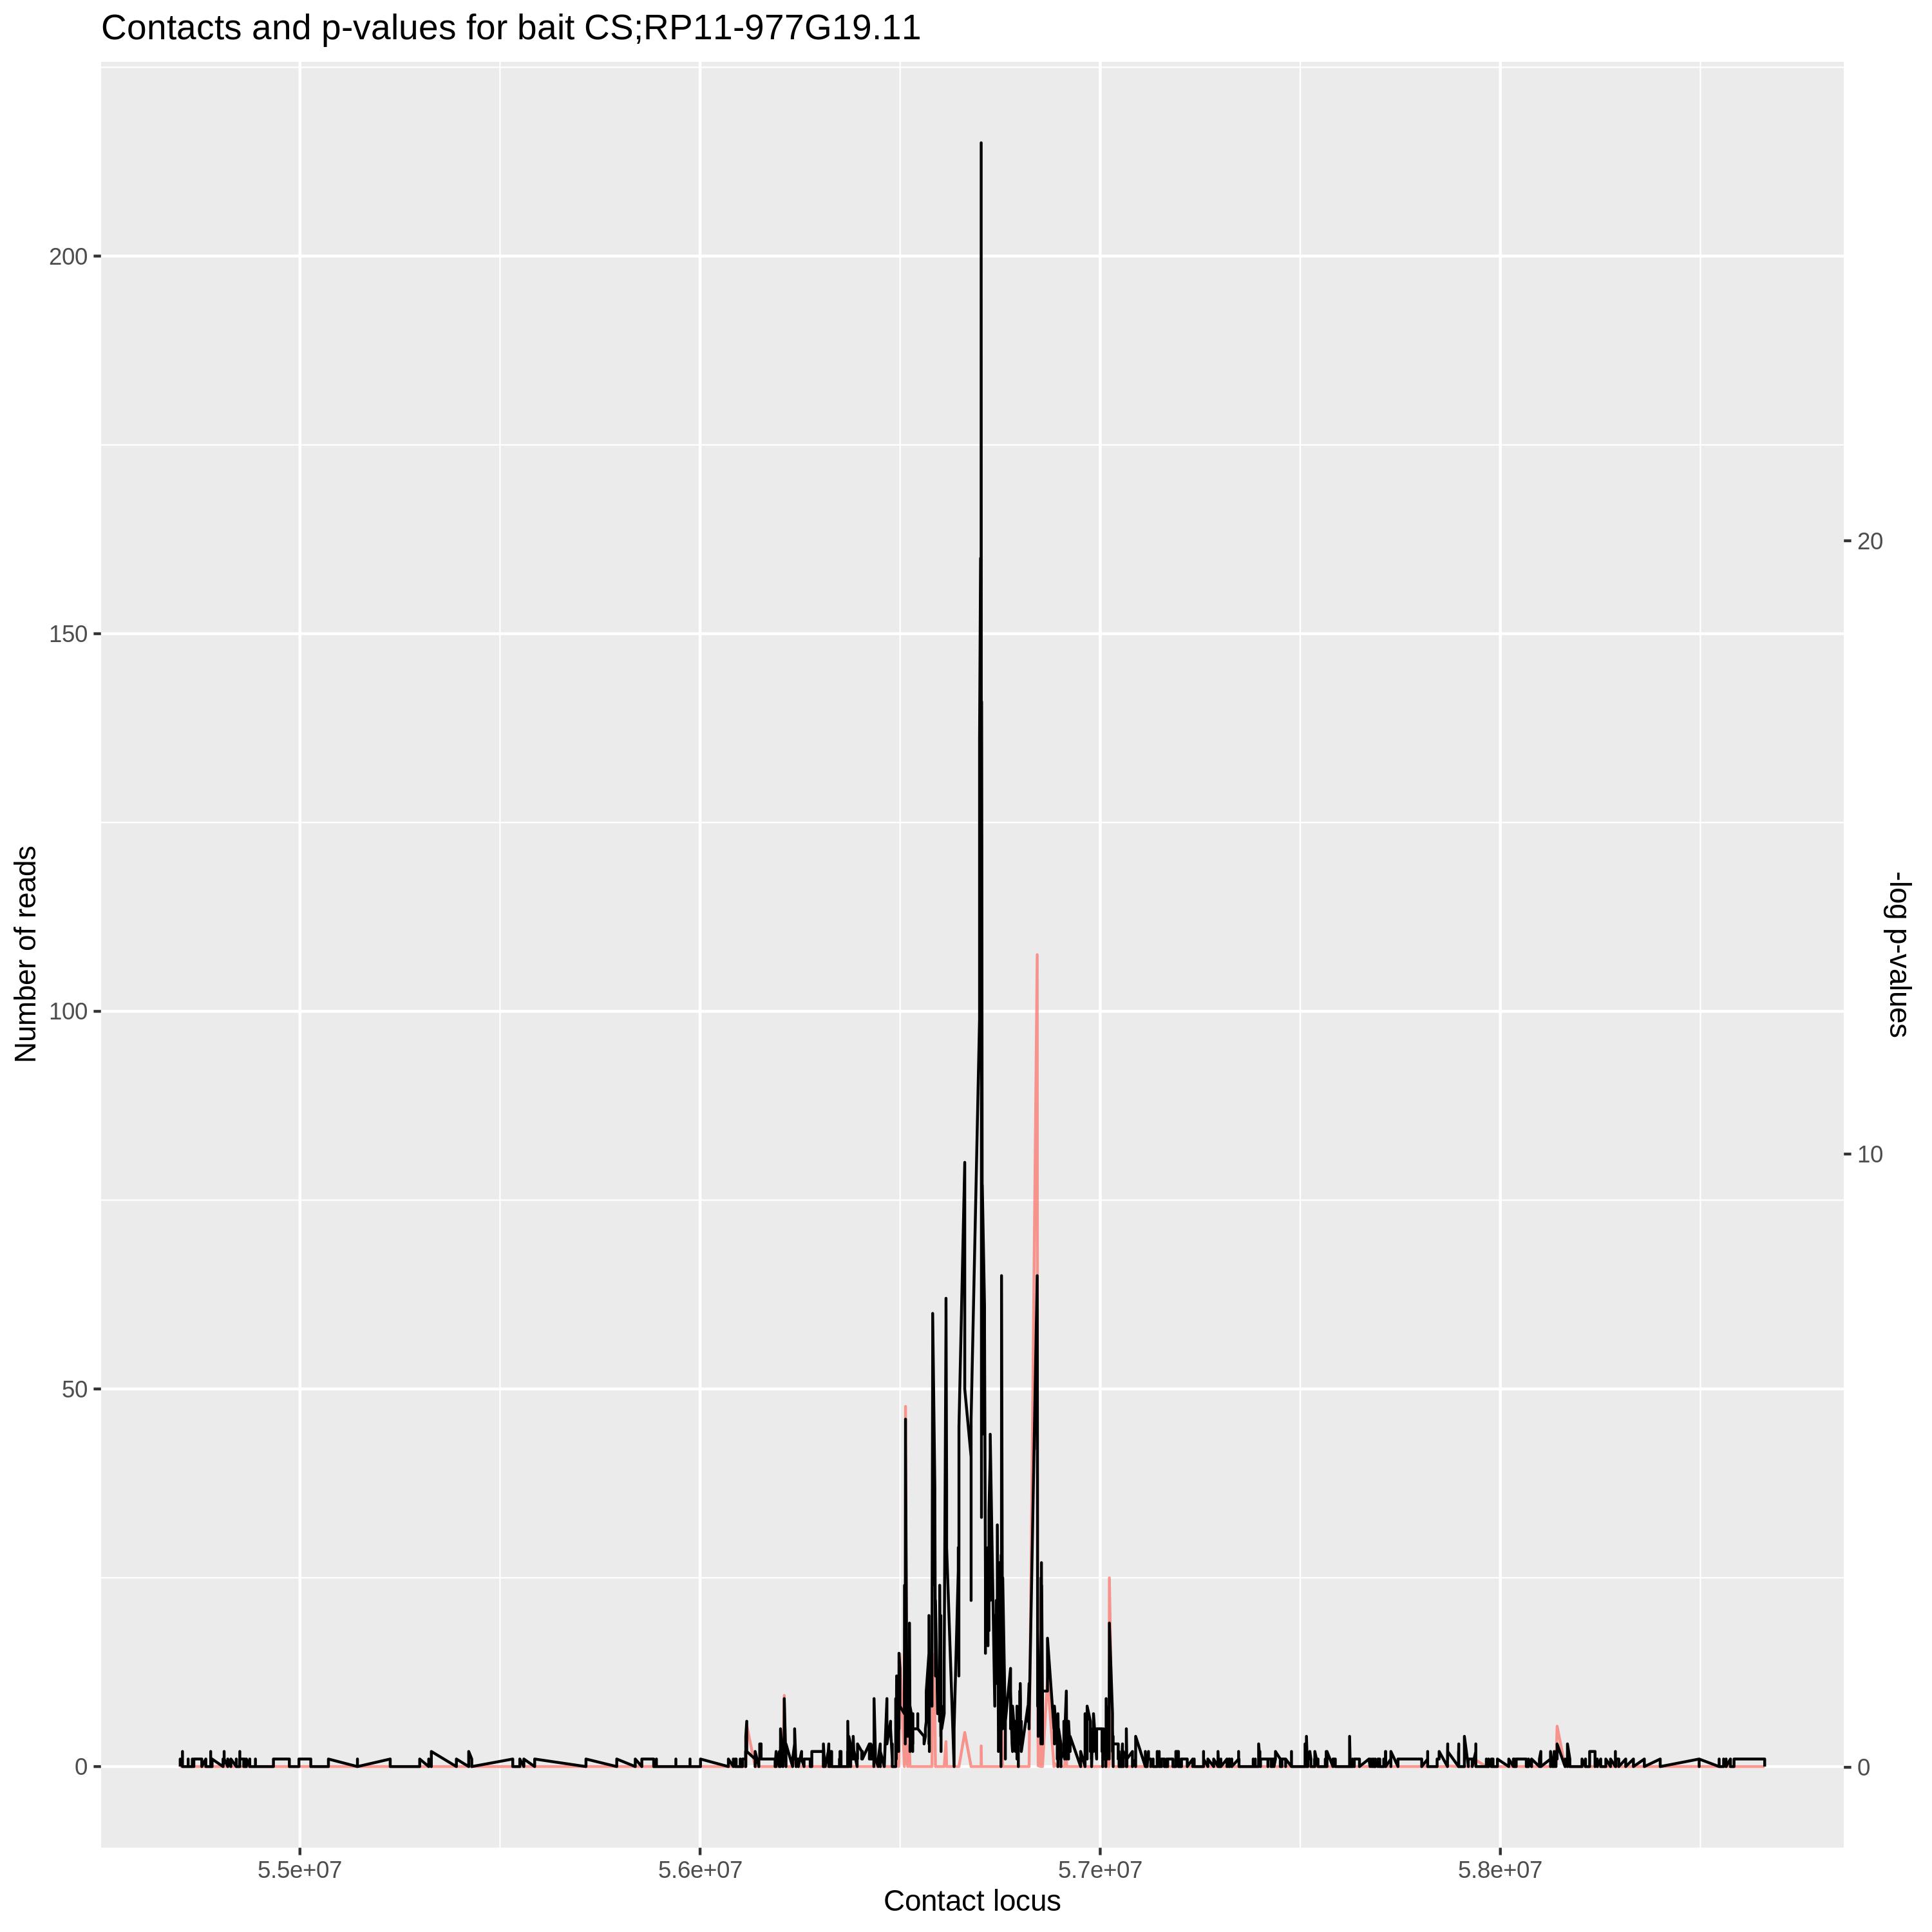 Contacts and p-values for bait CS;RP11-977G19.11
200
150
100
50
0
Number of reads
20
10
0
-log p-values
5.5e+07
5.6e+07
5.7e+07
5.8e+07
Contact locus